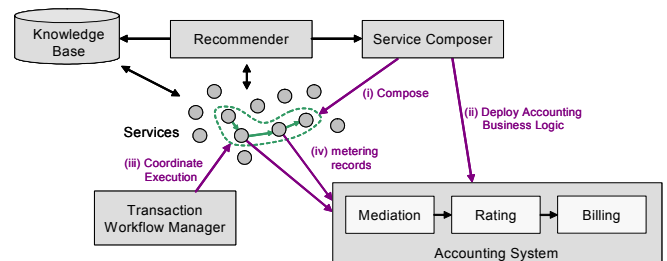 Knowledge
Base
Recommender
Service Composer
(i) Compose
(ii) Deploy Accounting
Business Logic
Services
(iii) Coordinate
Execution
(iv) metering
records
Transaction
Workflow Manager
Mediation
Rating
Billing
Accounting System